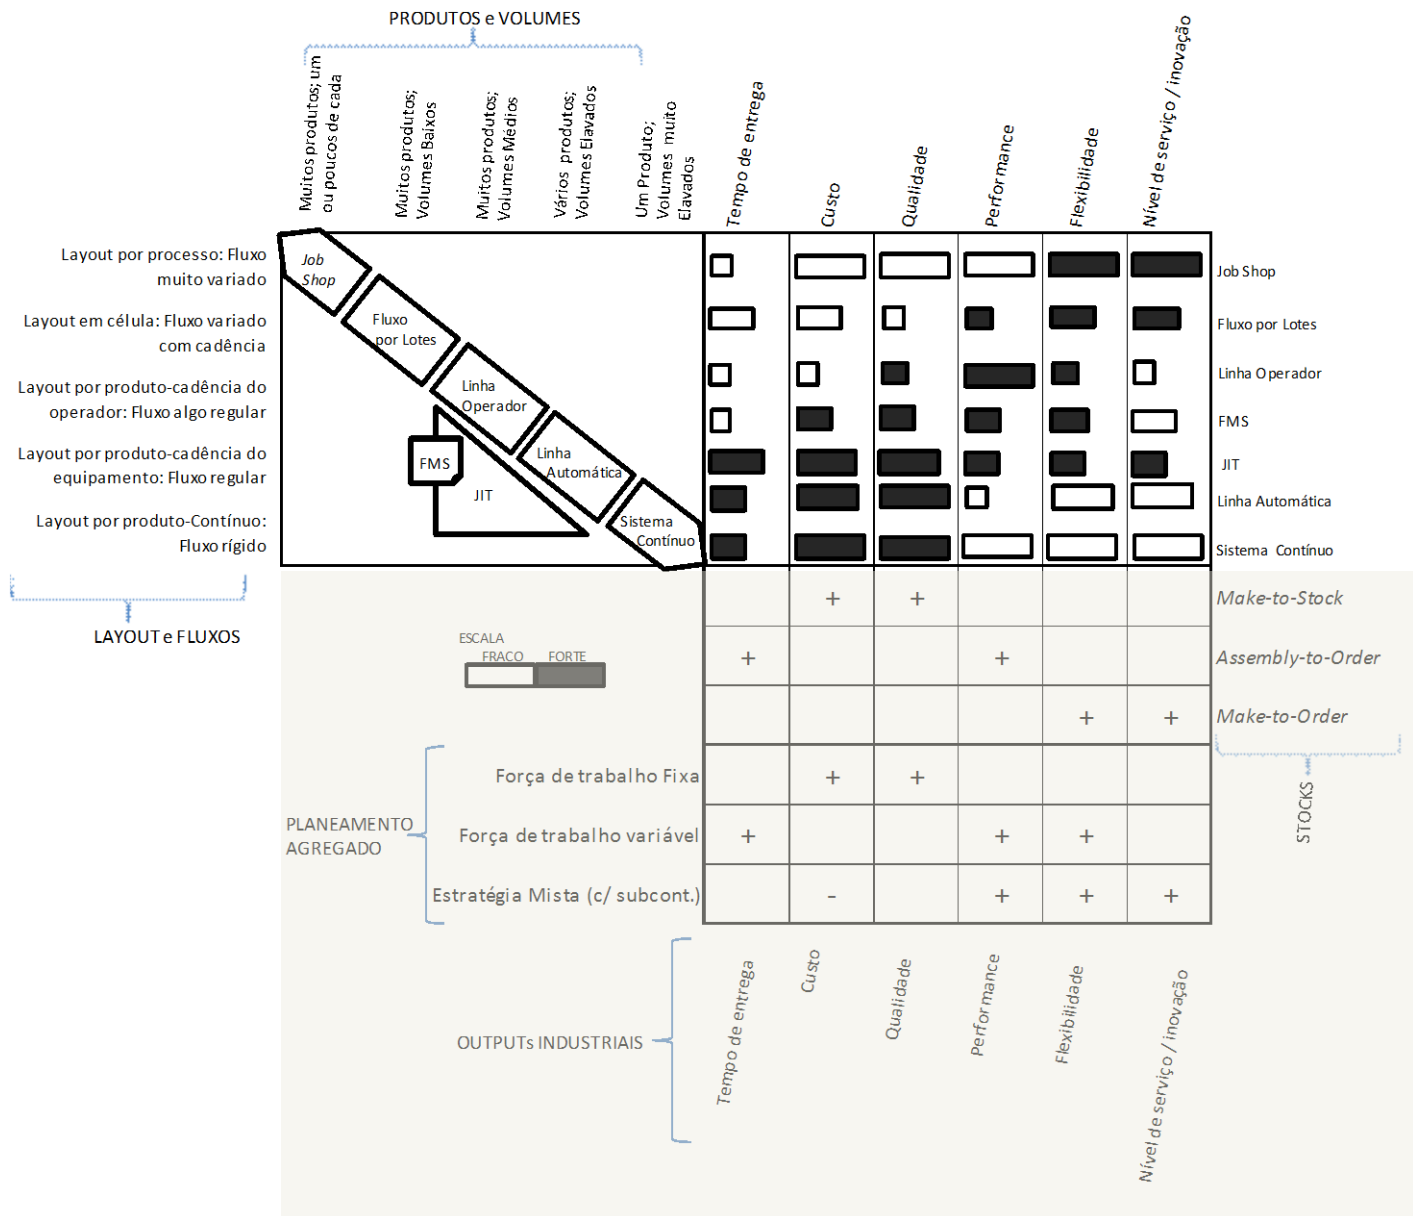 PRODUTOS e VOLUMES
Muitos produtos; um
ou poucos de cada
Muitos produtos;
Volumes Baixos
Muitos produtos;
Volumes Médios
Vários produtos;
Volumes Elavados
Um Produto;
Volumes muito
Elavados
Tempo de entrega
Custo
Qualidade
Performance
Flexibilidade
Nível de serviço / inovação
Layout por processo: Fluxo
muito variado
Layout em célula: Fluxo variado
com cadência
Layout por produto-cadência do
operador: Fluxo algo regular
Layout por produto-cadência do
equipamento: Fluxo regular
Layout por produto-Contínuo:
Fluxo rígido
LAYOUT e FLUXOS
Job
Shop
Fluxo
por Lotes
Linha
Operador
Linha
Automática
Sistema
Contínuo
FMS
JIT
Job Shop
Fluxo por Lotes
Linha Operador
FMS
JIT
Linha Automática
Sistema Contínuo
ESCALA
FRACO FORTE
+ + Make-to-Stock
+ + Assembly-to-Order
+ + Make-to-Order
STOCKS
PLANEAMENTO
AGREGADO
Força de trabalho Fixa + +
Força de trabalho variável + + +
Estratégia Mista (c/ subcont.) - + + +
OUTPUTs INDUSTRIAIS
Tempo de entrega
Custo
Qualidade
Performance
Flexibilidade
Nível de serviço / inovação